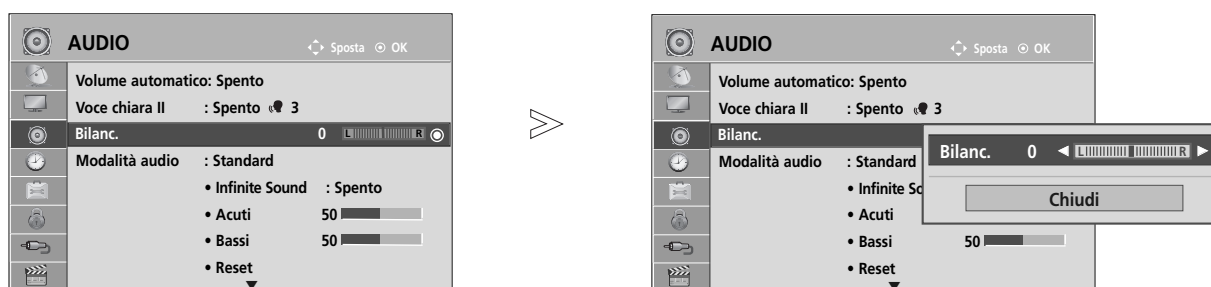 AUDIO Sposta OK
Volume automatico: Spento
Voce chiara II : Spento 3
Bilanc. 0 L R
Modalità audio : Standard
• Infinite Sound : Spento
• Acuti 50
• Bassi 50
• Reset
AUDIO Sposta OK
Volume automatico: Spento
Voce chiara II : Spento 3
Bilanc.
Modalità audio : Standard
• Infinite So
• Acuti
• Bassi 50
• Reset
Bilanc. 0 L R
Chiudi